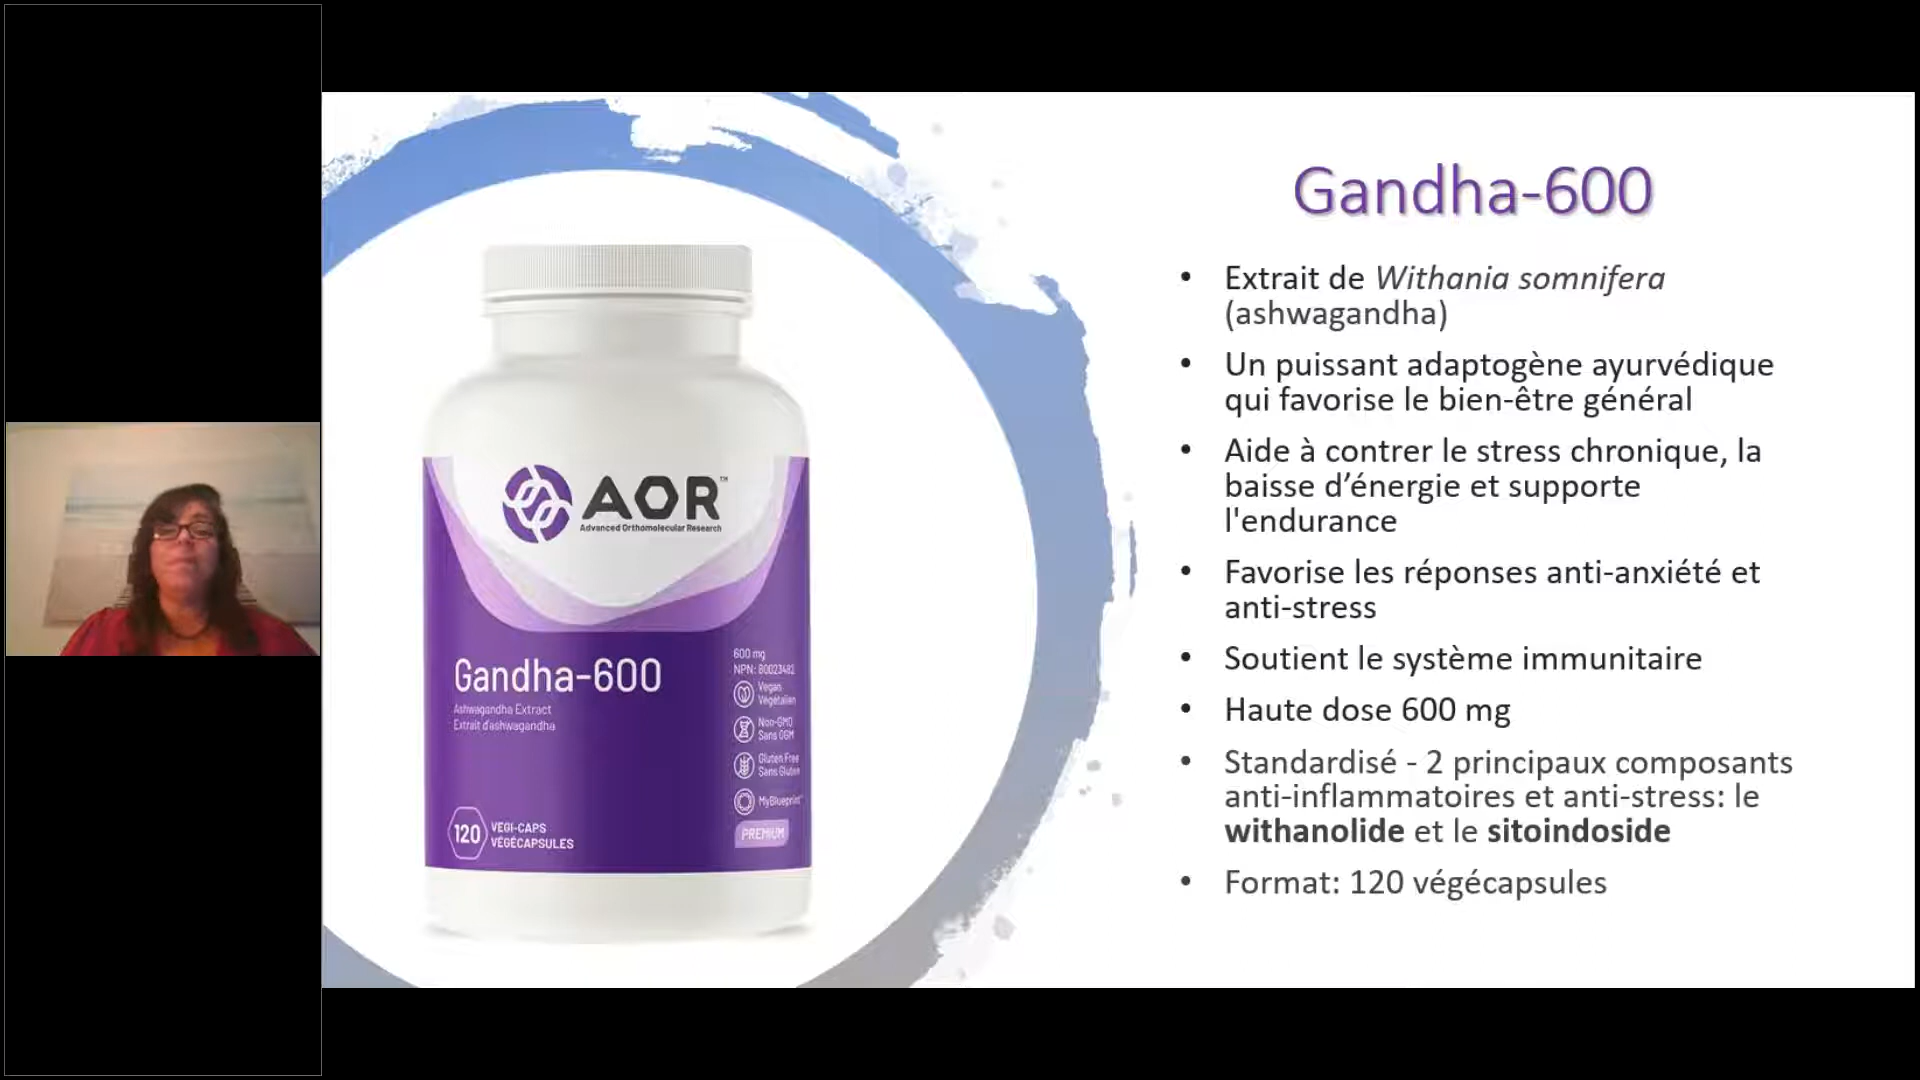 Gandha-600
• Extrait de Withania somnifera
(ashwagandha)
• Un puissant adaptogène ayurvédique
qui favorise le bien-être général
• Aide à contrer le stress chronique, la
baisse d’énergie et supporte
l'endurance
• Favorise les réponses anti-anxiété et
anti-stress
• Soutient le système immunitaire
• Haute dose 600 mg
• Standardisé - 2 principaux composants
anti-inflammatoires et anti-stress: le
withanolide et le sitoindoside
• Format: 120 végécapsules
AOR™
Advanced Orthomolecular Research
Gandha-600
Ashwagandha Extract
Extrait d'ashwagandha
600 mg
NPN: 80023482
Vegan
Végétalien
Non-GMO
Sans OGM
Gluten Free
Sans Gluten
MyBlueprint™
PREMIUM
120 VEGI-CAPS
VÉGÉCAPSULES